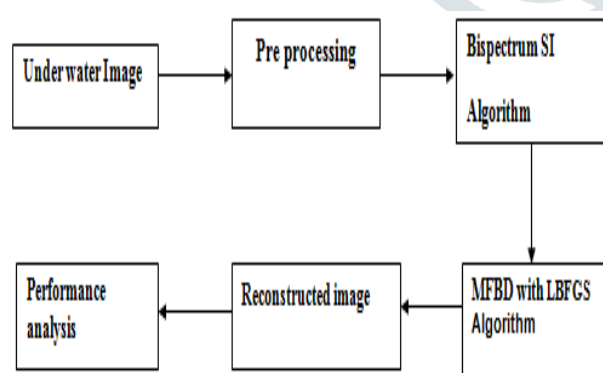 Under water Image
Pre processing
Bispectrum SI
Algorithm
Performance
analysis
Reconstructed image
MFBD with LBFGS
Algorithm